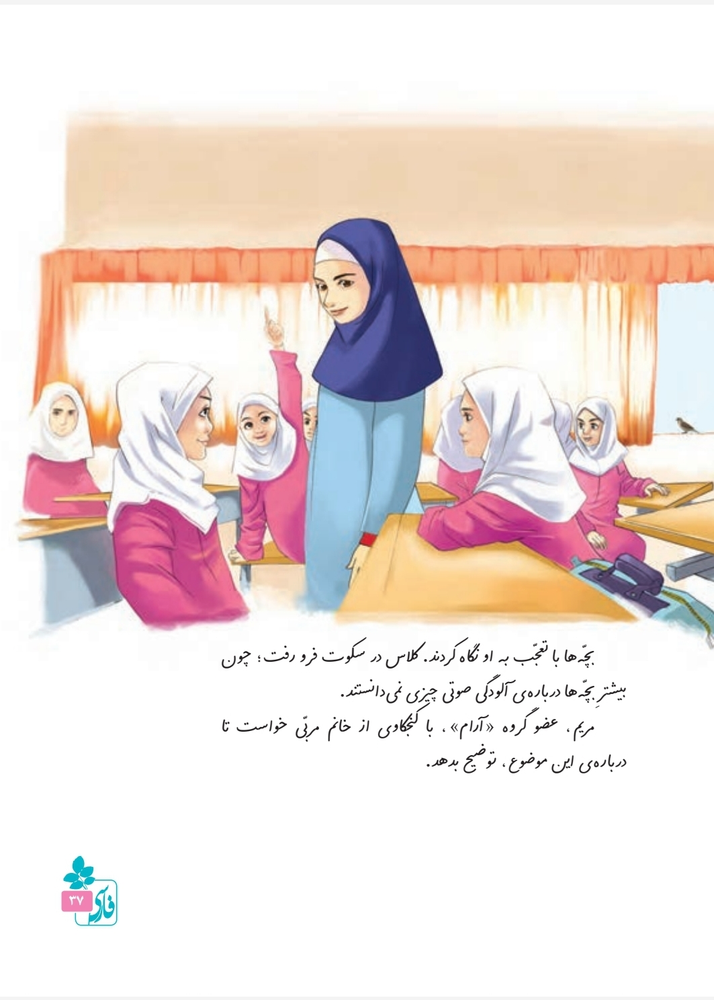 بچّه‌ها با تعجّب به او نگاه کردند. کلاس در سکوت فرو رفت؛ چون
بیشترِ بچّه‌ها درباره‌ی آلودگی صوتی چیزی نمی‌دانستند.
مریم، عضو گروه «آرام»، با کنجکاوی از خانم مربّی خواست تا
درباره‌ی این موضوع، توضیح بدهد.
فارسی
۳۷